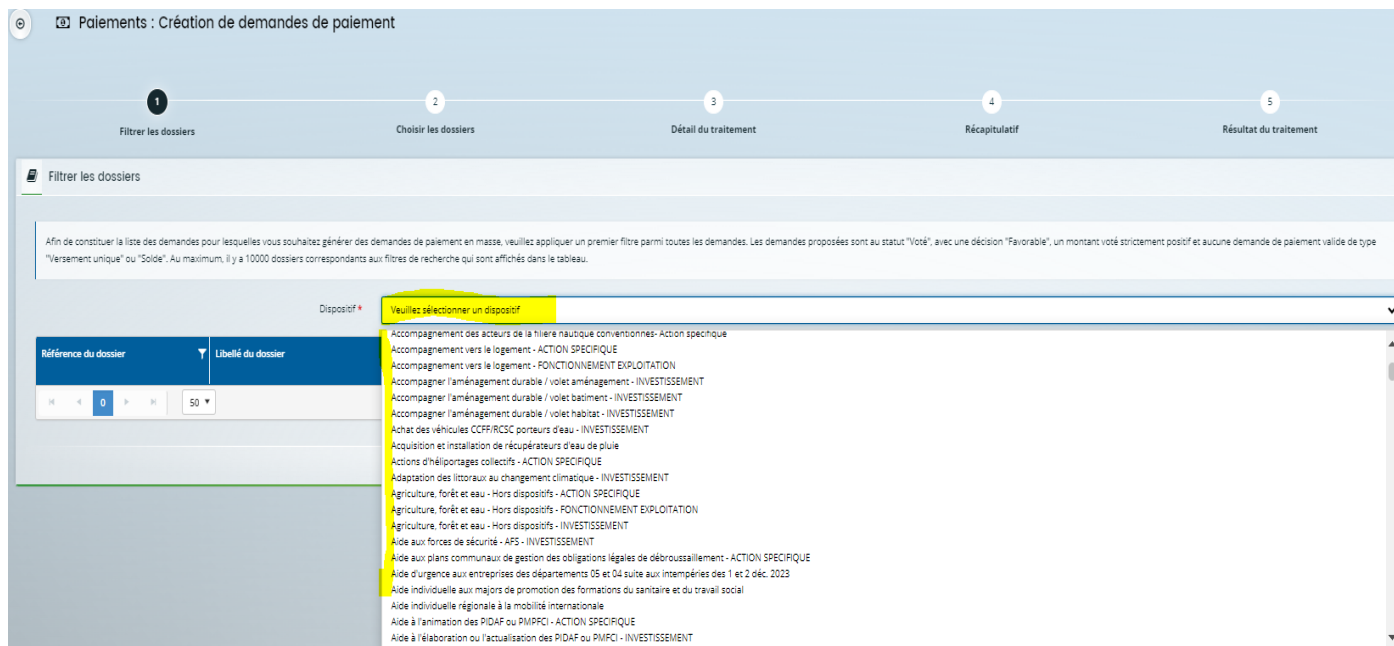 Paiements : Création de demandes de paiement
1
2
3
4
5
Filtrer les dossiers
Choisir les dossiers
Détail du traitement
Récapitulatif
Résultat du traitement
Filtrer les dossiers
Afin de constituer la liste des demandes pour lesquelles vous souhaitez générer des demandes de paiement en masse, veuillez appliquer un premier filtre parmi toutes les demandes. Les demandes proposées sont au statut "Voté", avec une décision "Favorable", un montant voté strictement positif et aucune demande de paiement valide de type
"Versement unique" ou "Solde". Au maximum, il y a 10000 dossiers correspondants aux filtres de recherche qui sont affichés dans le tableau.
Dispositif *
Veuillez sélectionner un dispositif
Référence du dossier
Libellé du dossier
0
50
Accompagnement des acteurs de la filière nautique conventionnés- Action spécifique
Accompagnement vers le logement - ACTION SPECIFIQUE
Accompagnement vers le logement - FONCTIONNEMENT EXPLOITATION
Accompagner l'aménagement durable / volet aménagement - INVESTISSEMENT
Accompagner l'aménagement durable / volet batiment - INVESTISSEMENT
Accompagner l'aménagement durable / volet habitat - INVESTISSEMENT
Achat des véhicules CCFF/RCSC porteurs d'eau - INVESTISSEMENT
Acquisition et installation de récupérateurs d'eau de pluie
Actions d'héliportages collectifs - ACTION SPECIFIQUE
Adaptation des littoraux au changement climatique - INVESTISSEMENT
Agriculture, forêt et eau - Hors dispositifs - ACTION SPECIFIQUE
Agriculture, forêt et eau - Hors dispositifs - FONCTIONNEMENT EXPLOITATION
Agriculture, forêt et eau - Hors dispositifs - INVESTISSEMENT
Aide aux forces de sécurité - AFS - INVESTISSEMENT
Aide aux plans communaux de gestion des obligations légales de débroussaillement - ACTION SPECIFIQUE
Aide d'urgence aux entreprises des départements 05 et 04 suite aux intempéries des 1 et 2 déc. 2023
Aide individuelle aux majors de promotion des formations du sanitaire et du travail social
Aide individuelle régionale à la mobilité internationale
Aide à l'animation des PIDAF ou PMPFCI - ACTION SPECIFIQUE
Aide à l'élaboration ou l'actualisation des PIDAF ou PMFCI - INVESTISSEMENT